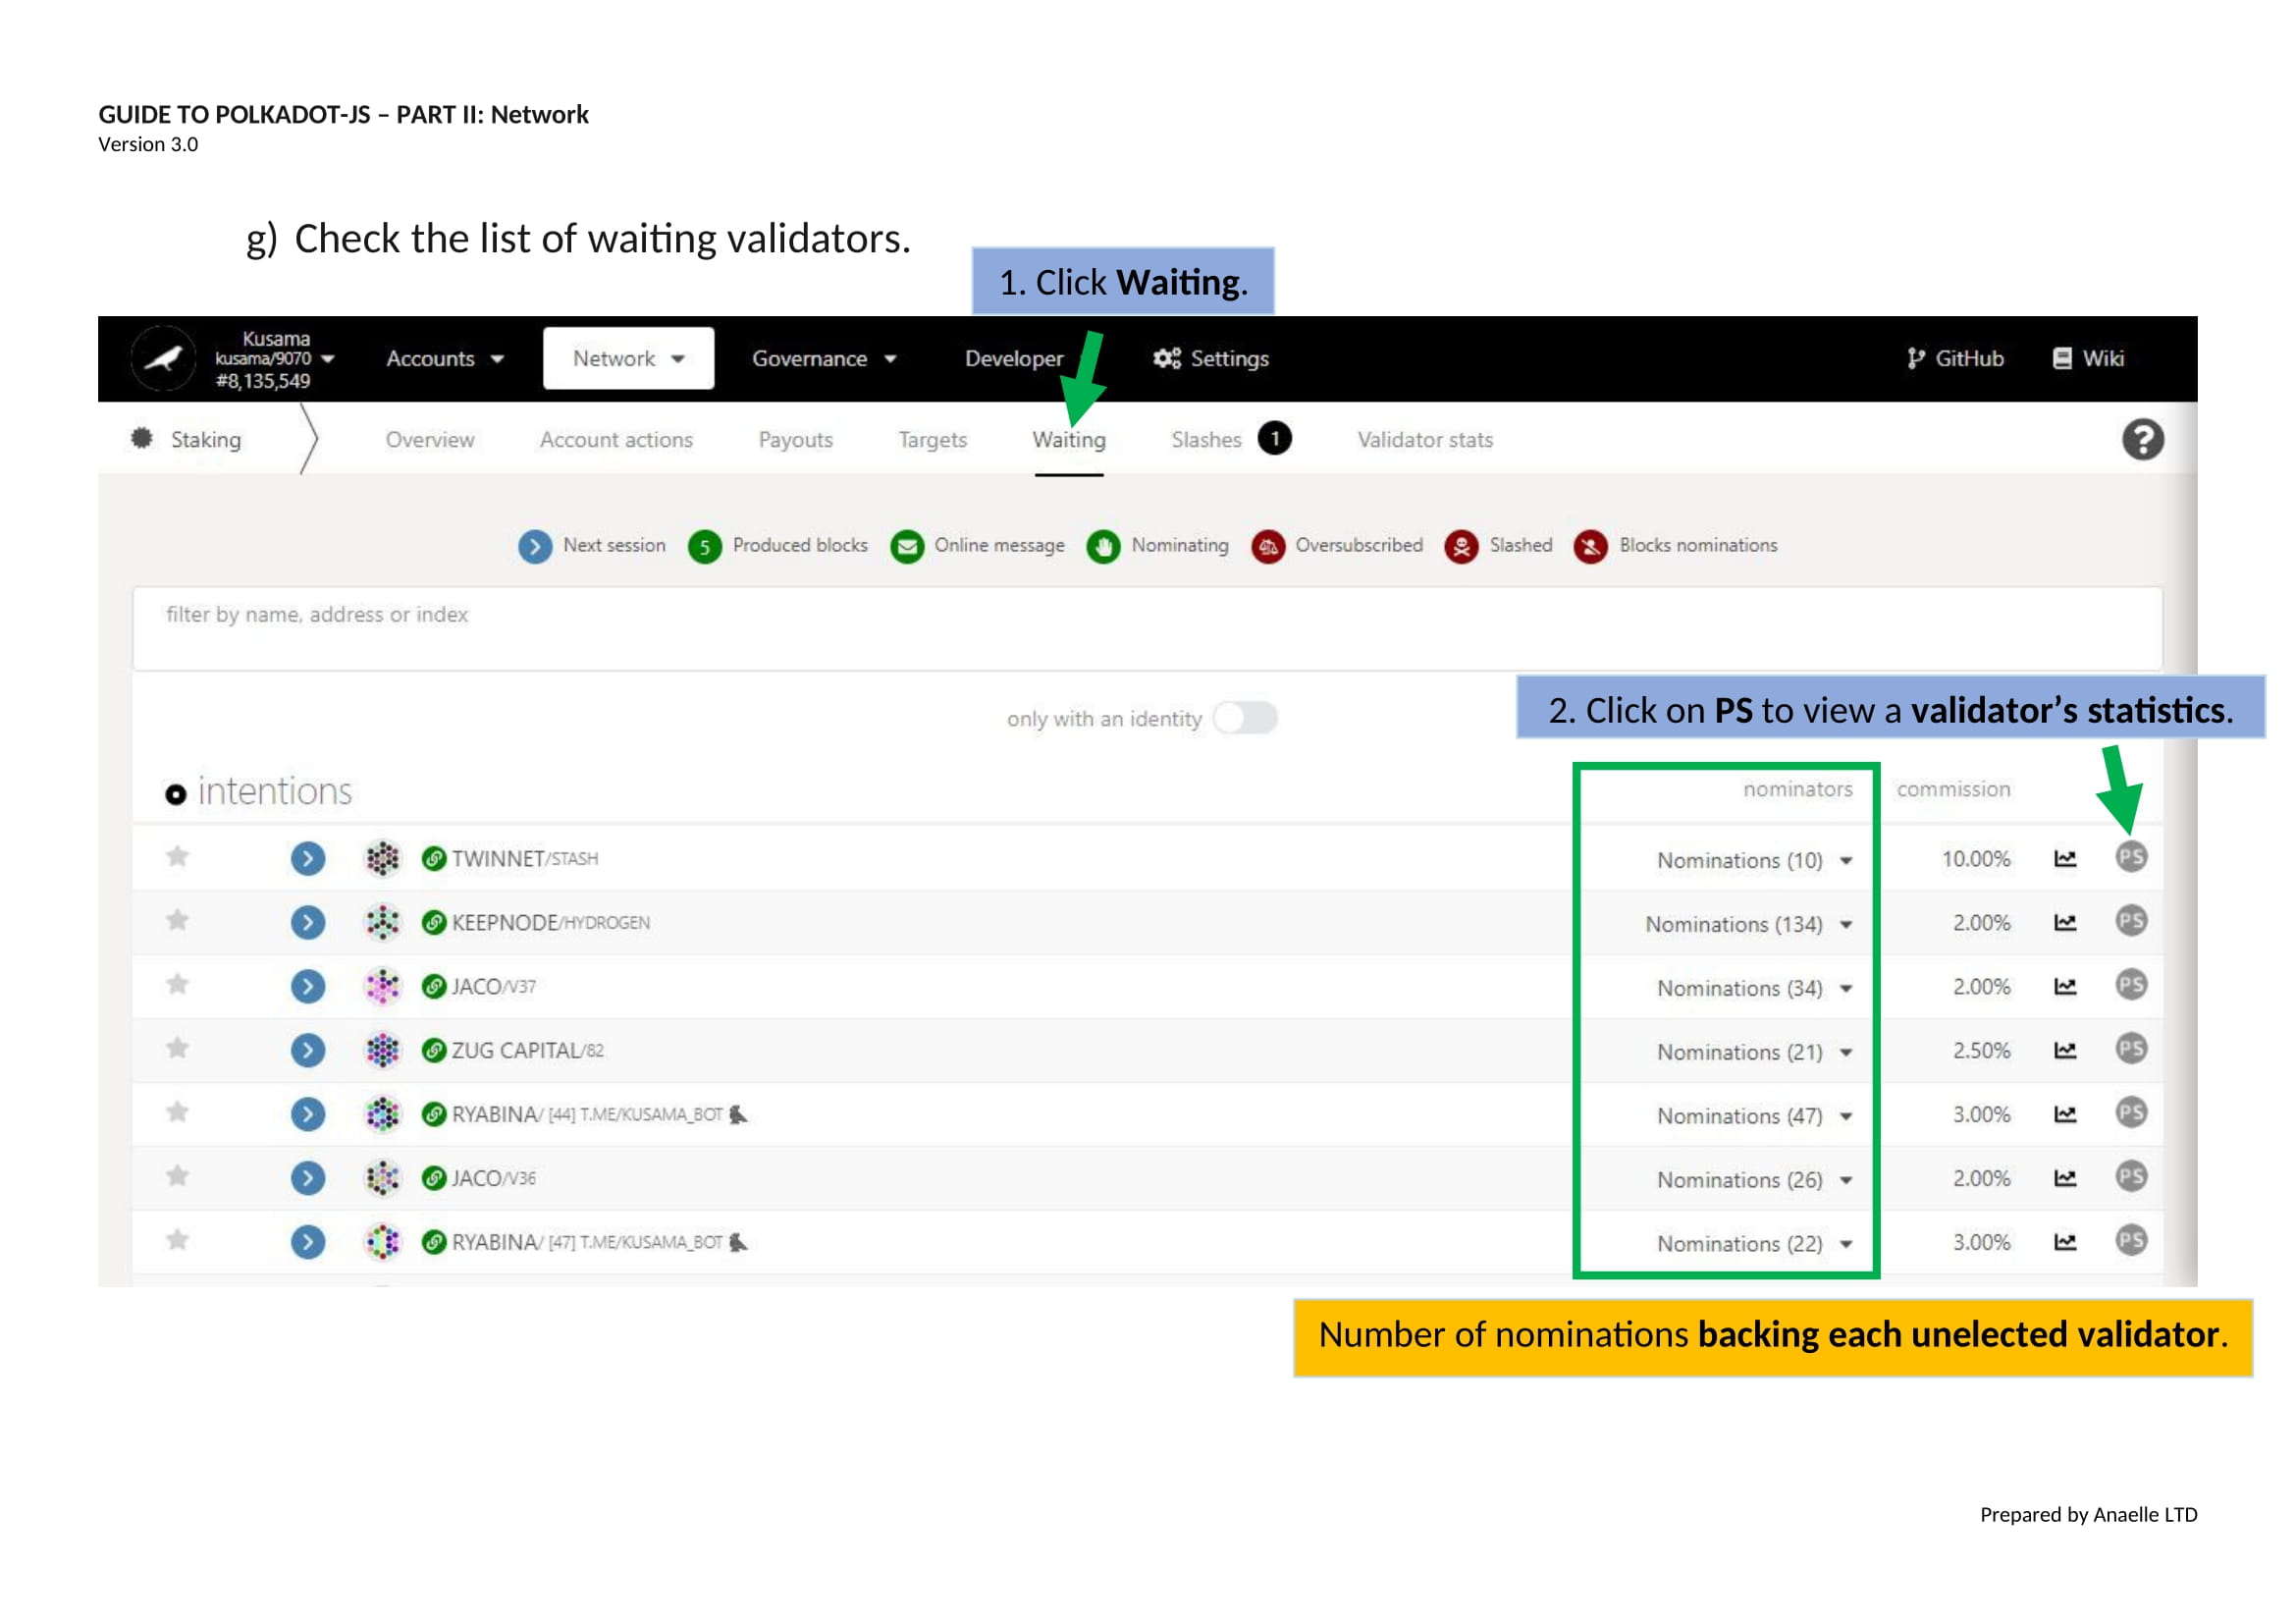 GUIDE TO POLKADOT-JS – PART II: Network
Version 3.0
g) Check the list of waiting validators.
1. Click Waiting.
Kusama
kusama/9070
#8,135,549
Accounts
Network
Governance
Developer
Settings
GitHub
Wiki
Staking
Overview
Account actions
Payouts
Targets
Waiting
Slashes 1
Validator stats
?
Next session
5 Produced blocks
Online message
Nominating
Oversubscribed
Slashed
Blocks nominations
filter by name, address or index
only with an identity
2. Click on PS to view a validator’s statistics.
intentions nominators commission
TWINNET/STASH Nominations (10) 10.00% PS
KEEPNODE/HYDROGEN Nominations (134) 2.00% PS
JACO/V37 Nominations (34) 2.00% PS
ZUG CAPITAL/82 Nominations (21) 2.50% PS
RYABINA/ [44] T.ME/KUSAMA_BOT Nominations (47) 3.00% PS
JACO/V36 Nominations (26) 2.00% PS
RYABINA/ [47] T.ME/KUSAMA_BOT Nominations (22) 3.00% PS
Number of nominations backing each unelected validator.
Prepared by Anaelle LTD